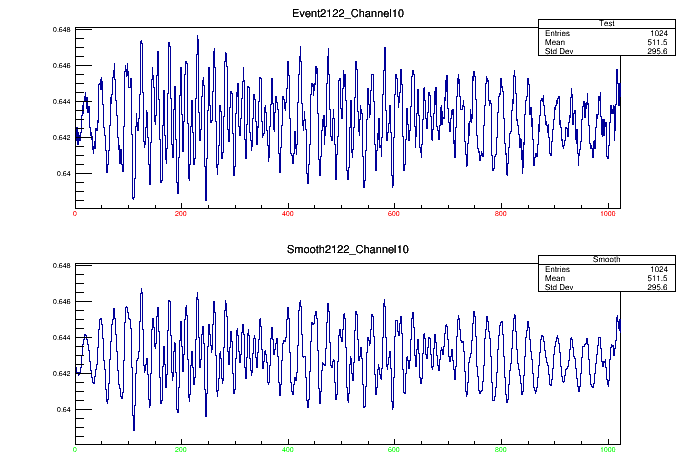 Event2122_Channel10
Test
Entries 1024
Mean 511.5
Std Dev 295.6
0.648
0.646
0.644
0.642
0.64
0 200 400 600 800 1000
Smooth2122_Channel10
Smooth
Entries 1024
Mean 511.5
Std Dev 295.6
0.648
0.646
0.644
0.642
0.64
0 200 400 600 800 1000